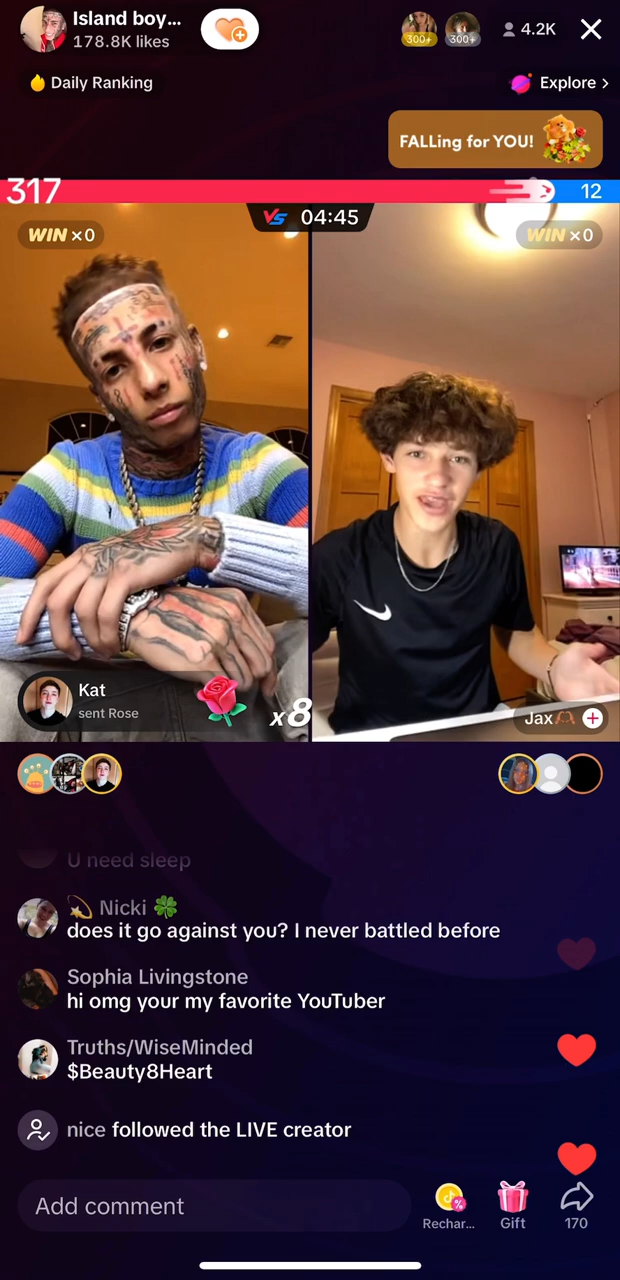 Island boy...
178.8K likes
300+
300+
4.2K
Daily Ranking
Explore >
FALLing for YOU!
317
12
VS 04:45
WIN ×0
WIN ×0
Kat
sent Rose
x8
Jax
U need sleep
Nicki
does it go against you? I never battled before
Sophia Livingstone
hi omg your my favorite YouTuber
Truths/WiseMinded
$Beauty8Heart
nice followed the LIVE creator
Add comment
Rechar...
Gift
170